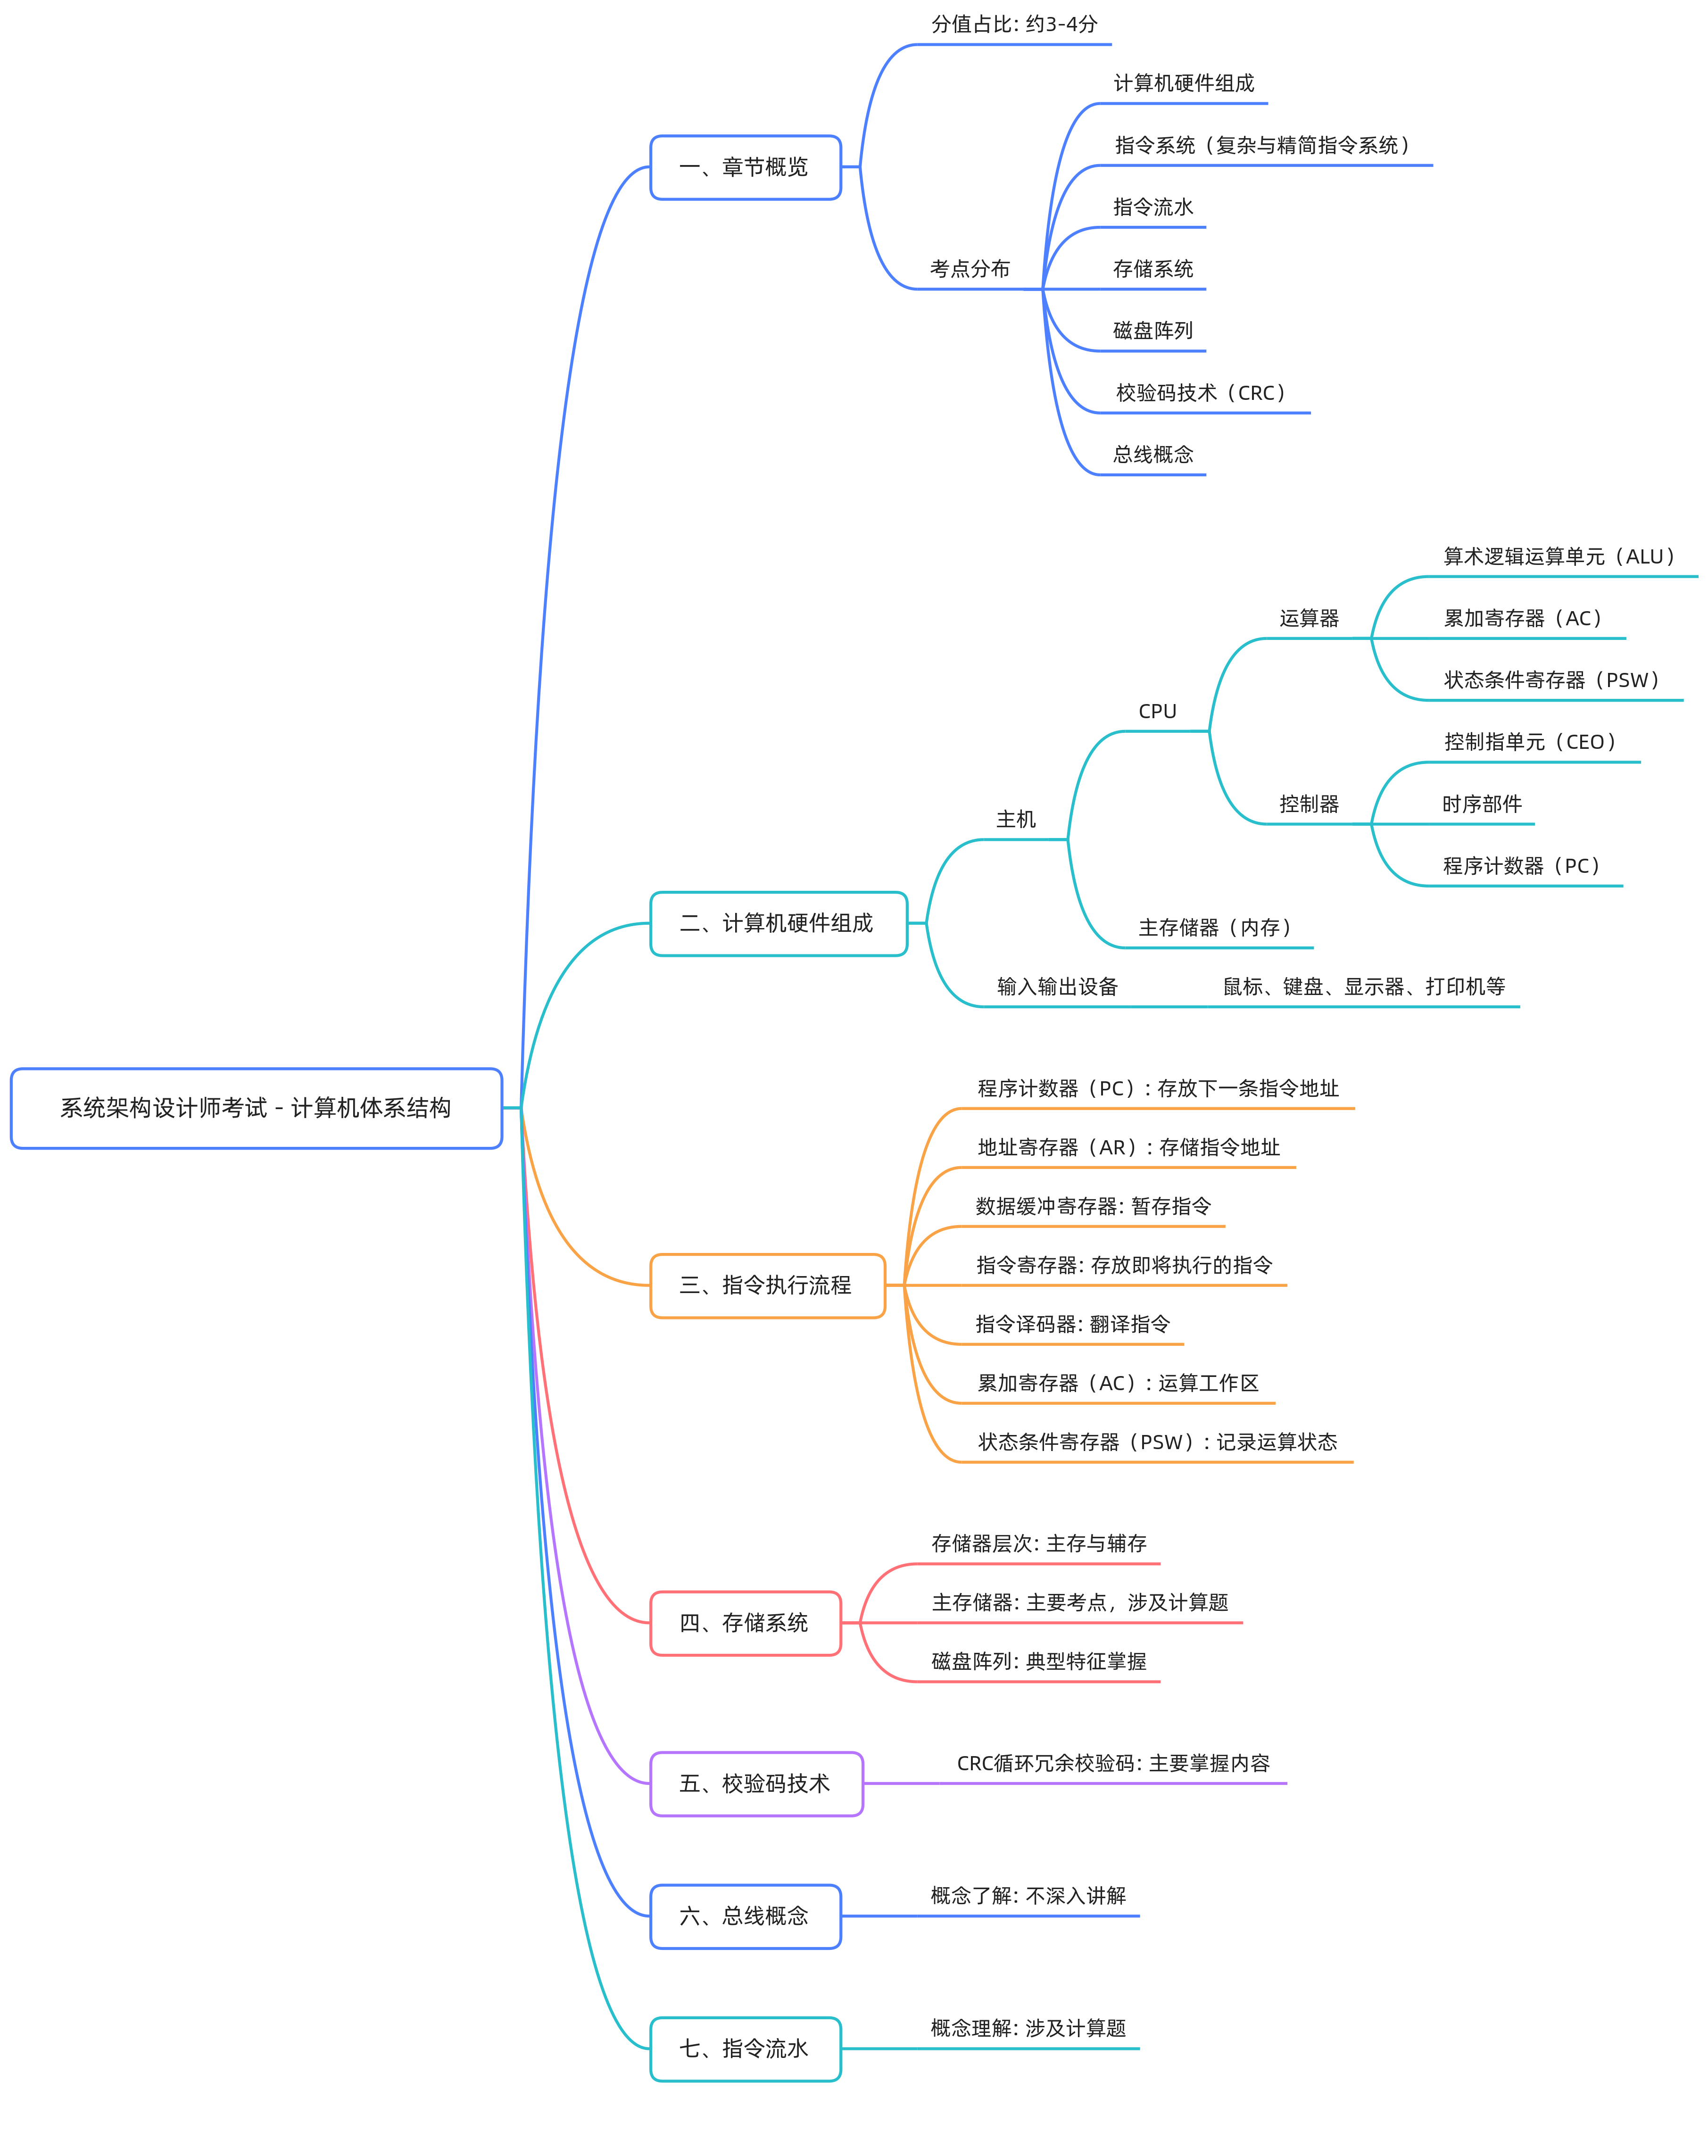 系统架构设计师考试 - 计算机体系结构
一、章节概览
分值占比: 约3-4分
考点分布
计算机硬件组成
指令系统（复杂与精简指令系统）
指令流水
存储系统
磁盘阵列
校验码技术（CRC）
总线概念
二、计算机硬件组成
主机
CPU
运算器
算术逻辑运算单元（ALU）
累加寄存器（AC）
状态条件寄存器（PSW）
控制器
控制指单元（CEO）
时序部件
程序计数器（PC）
主存储器（内存）
输入输出设备
鼠标、键盘、显示器、打印机等
三、指令执行流程
程序计数器（PC）: 存放下一条指令地址
地址寄存器（AR）: 存储指令地址
数据缓冲寄存器: 暂存指令
指令寄存器: 存放即将执行的指令
指令译码器: 翻译指令
累加寄存器（AC）: 运算工作区
状态条件寄存器（PSW）: 记录运算状态
四、存储系统
存储器层次: 主存与辅存
主存储器: 主要考点，涉及计算题
磁盘阵列: 典型特征掌握
五、校验码技术
CRC循环冗余校验码: 主要掌握内容
六、总线概念
概念了解: 不深入讲解
七、指令流水
概念理解: 涉及计算题